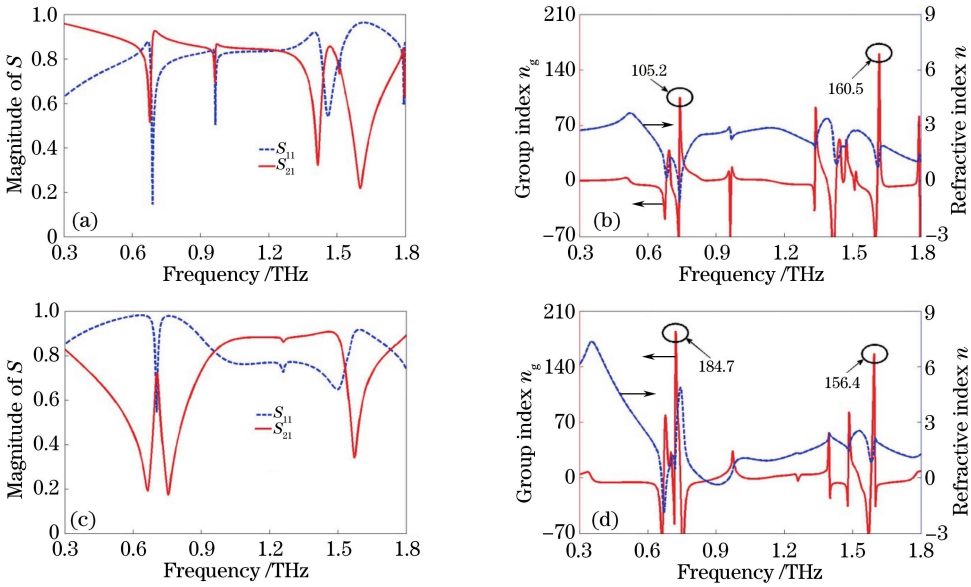 Magnitude of S
1.0
0.8
0.6
0.4
0.2
0
(a)
S11
S21
0.3 0.6 0.9 1.2 1.5 1.8
Frequency /THz
Group index ng
210
140
70
0
−70
(b)
105.2
160.5
9
6
3
0
−3
Refractive index n
0.3 0.6 0.9 1.2 1.5 1.8
Frequency /THz
Magnitude of S
1.0
0.8
0.6
0.4
0.2
0
(c)
S11
S21
0.3 0.6 0.9 1.2 1.5 1.8
Frequency /THz
Group index ng
210
140
70
0
−70
(d)
184.7
156.4
9
6
3
0
−3
Refractive index n
0.3 0.6 0.9 1.2 1.5 1.8
Frequency /THz